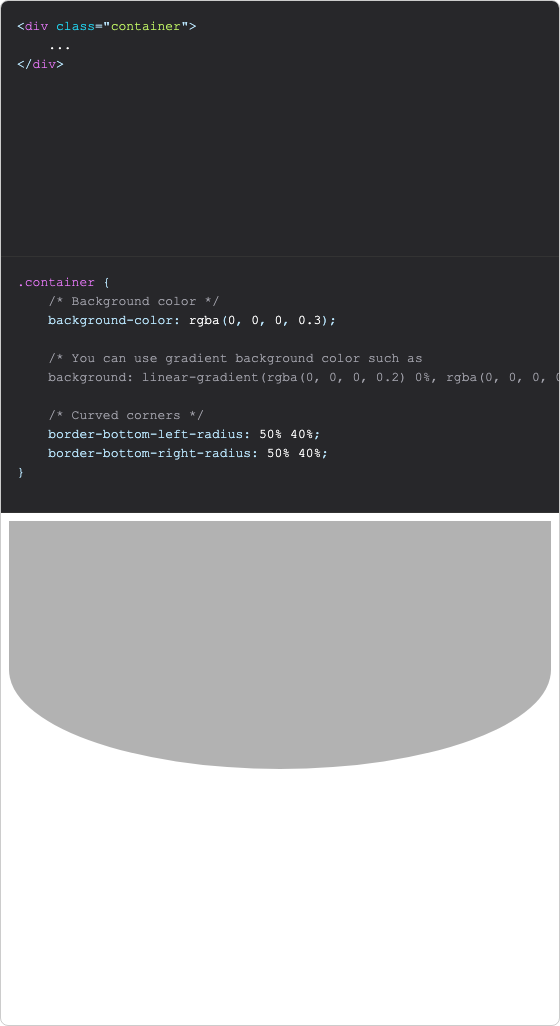 <div class="container">
    ...
</div>
.container {
    /* Background color */
    background-color: rgba(0, 0, 0, 0.3);
    /* You can use gradient background color such as
    background: linear-gradient(rgba(0, 0, 0, 0.2) 0%, rgba(0, 0, 0,
    /* Curved corners */
    border-bottom-left-radius: 50% 40%;
    border-bottom-right-radius: 50% 40%;
}